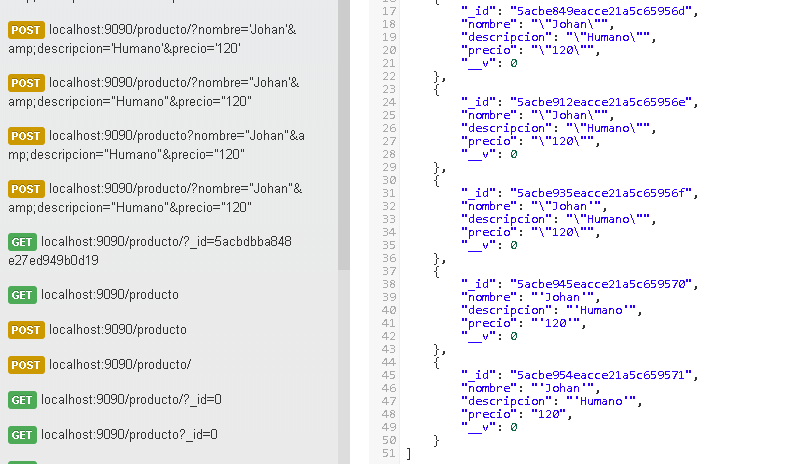 POST localhost:9090/producto/?nombre='Johan'&
amp;descripcion='Humano'&precio='120'
POST localhost:9090/producto/?nombre="Johan'&
amp;descripcion="Humano"&precio="120"
POST localhost:9090/producto?nombre="Johan"&a
mp;descripcion="Humano"&precio="120"
POST localhost:9090/producto/?nombre="Johan"&
amp;descripcion="Humano"&precio="120"
GET localhost:9090/producto/?_id=5acbdbba848
e27ed949b0d19
GET localhost:9090/producto
POST localhost:9090/producto
POST localhost:9090/producto/
GET localhost:9090/producto/?_id=0
GET localhost:9090/producto?_id=0
17 "_id": "5acbe849eacce21a5c65956d",
18 "nombre": "\"Johan\"",
19 "descripcion": "\"Humano\"",
20 "precio": "\"120\"",
21 "__v": 0
22 },
23 {
24 "_id": "5acbe912eacce21a5c65956e",
25 "nombre": "\"Johan\"",
26 "descripcion": "\"Humano\"",
27 "precio": "\"120\"",
28 "__v": 0
29 },
30 {
31 "_id": "5acbe935eacce21a5c65956f",
32 "nombre": "\"Johan'",
33 "descripcion": "\"Humano\"",
34 "precio": "\"120\"",
35 "__v": 0
36 },
37 {
38 "_id": "5acbe945eacce21a5c659570",
39 "nombre": "'Johan'",
40 "descripcion": "'Humano'",
41 "precio": "'120'",
42 "__v": 0
43 },
44 {
45 "_id": "5acbe954eacce21a5c659571",
46 "nombre": "'Johan'",
47 "descripcion": "'Humano'",
48 "precio": "120",
49 "__v": 0
50 }
51 ]